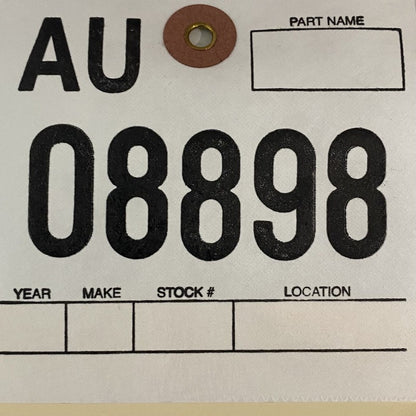 AU PART NAME
08898
YEAR MAKE STOCK # LOCATION